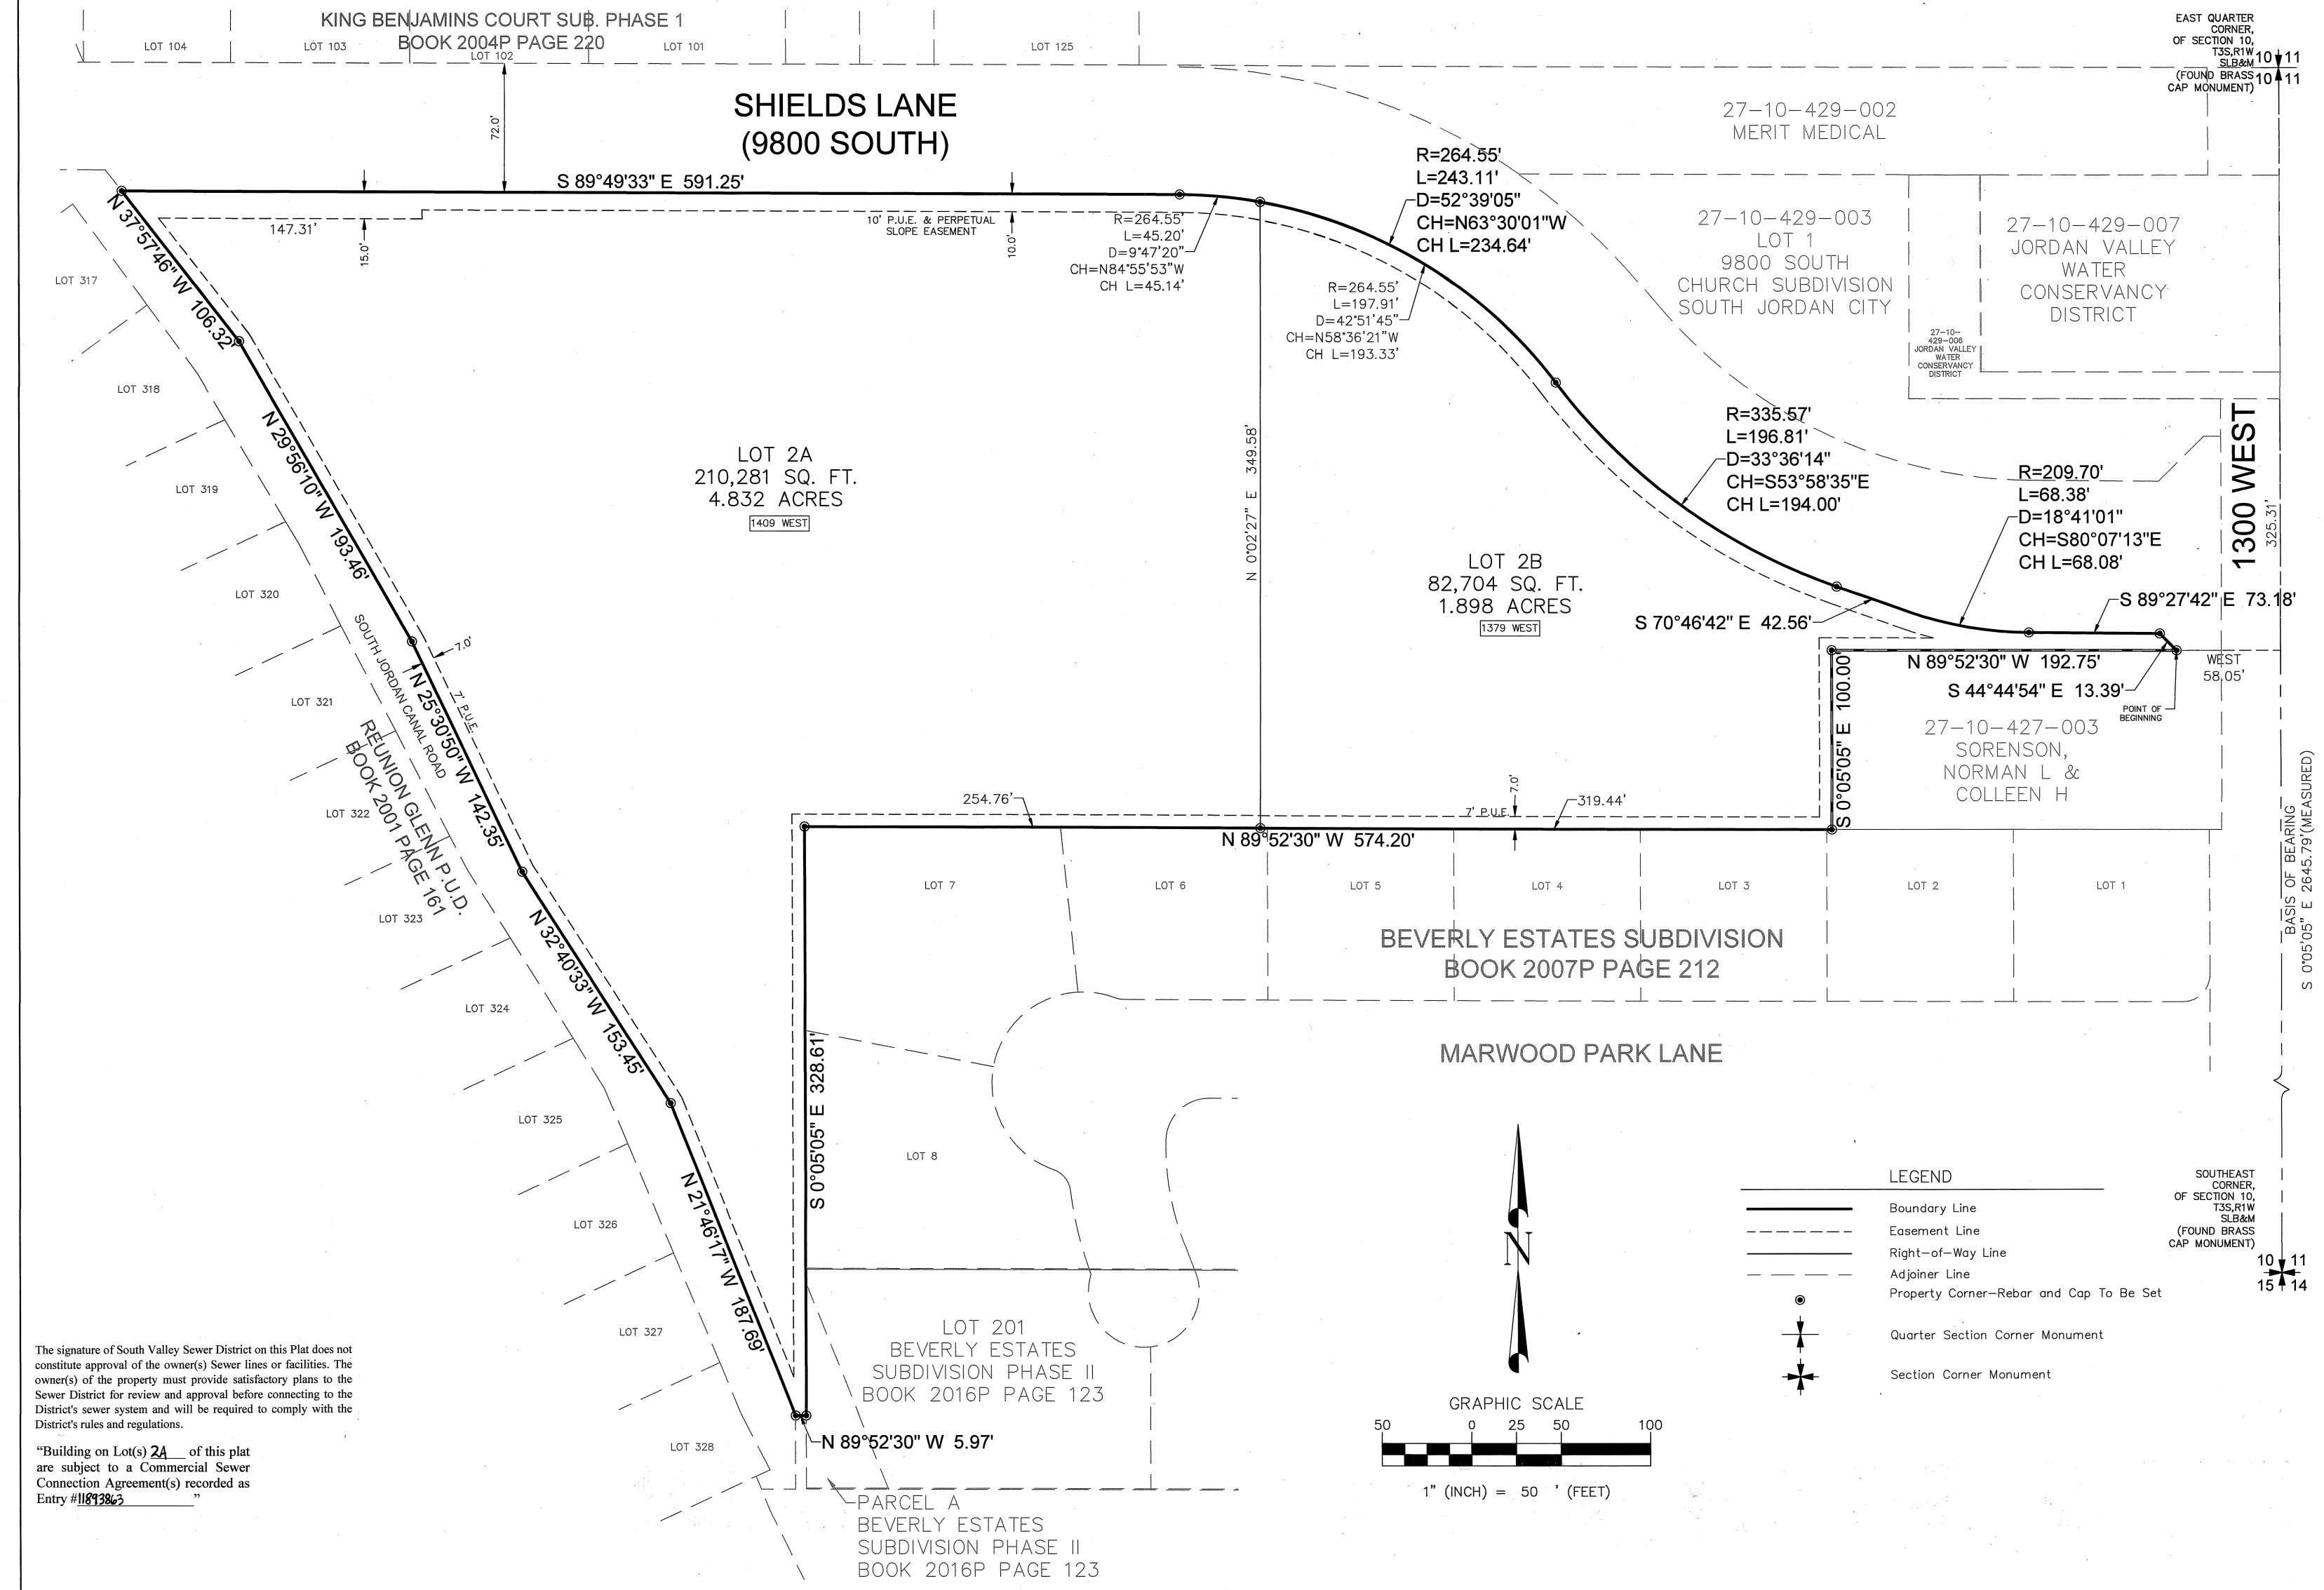 KING BENJAMINS COURT SUB. PHASE 1
BOOK 2004P PAGE 220
LOT 104
LOT 103
LOT 102
LOT 101
LOT 125
EAST QUARTER
CORNER,
OF SECTION 10,
T3S,R1W
SLB&M
(FOUND BRASS
CAP MONUMENT)
10 11
10 11
SHIELDS LANE
(9800 SOUTH)
72.0'
27-10-429-002
MERIT MEDICAL
S 89°49'33" E 591.25'
147.31'
15.0'
10' P.U.E. & PERPETUAL
SLOPE EASEMENT
10.0'
R=264.55'
L=45.20'
D=9°47'20"
CH=N84°55'53"W
CH L=45.14'
R=264.55'
L=243.11'
D=52°39'05"
CH=N63°30'01"W
CH L=234.64'
R=264.55'
L=197.91'
D=42°51'45"
CH=N58°36'21"W
CH L=193.33'
27-10-429-003
LOT 1
9800 SOUTH
CHURCH SUBDIVISION
SOUTH JORDAN CITY
27-10-429-007
JORDAN VALLEY
WATER
CONSERVANCY
DISTRICT
27-10-
429-006
JORDAN VALLEY
WATER
CONSERVANCY
DISTRICT
N 37°57'46" W 106.32'
LOT 317
LOT 318
LOT 319
LOT 320
LOT 321
LOT 322
LOT 323
LOT 324
LOT 325
LOT 326
LOT 327
LOT 328
N 29°56'10" W 193.46'
SOUTH JORDAN CANAL ROAD
7.0'
7' P.U.E.
N 25°30'50" W 142.35'
REUNION GLENN P.U.D.
BOOK 2001 PAGE 161
N 32°40'33" W 153.45'
N 21°46'17" W 187.69'
LOT 2A
210,281 SQ. FT.
4.832 ACRES
1409 WEST
N 0°02'27" E 349.58'
LOT 2B
82,704 SQ. FT.
1.898 ACRES
1379 WEST
R=335.57'
L=196.81'
D=33°36'14"
CH=S53°58'35"E
CH L=194.00'
R=209.70'
L=68.38'
D=18°41'01"
CH=S80°07'13"E
CH L=68.08'
1300 WEST
325.31'
S 89°27'42" E 73.18'
S 70°46'42" E 42.56'
N 89°52'30" W 192.75'
WEST
58.05'
S 44°44'54" E 13.39'
POINT OF
BEGINNING
S 0°05'05" E 100.00'
27-10-427-003
SORENSON,
NORMAN L &
COLLEEN H
254.76'
7' P.U.E.
7.0'
319.44'
N 89°52'30" W 574.20'
BASIS OF BEARING
S 0°05'05" E 2645.79'(MEASURED)
LOT 7
LOT 6
LOT 5
LOT 4
LOT 3
LOT 2
LOT 1
BEVERLY ESTATES SUBDIVISION
BOOK 2007P PAGE 212
MARWOOD PARK LANE
S 0°05'05" E 328.61'
LOT 8
LOT 201
BEVERLY ESTATES
SUBDIVISION PHASE II
BOOK 2016P PAGE 123
N 89°52'30" W 5.97'
PARCEL A
BEVERLY ESTATES
SUBDIVISION PHASE II
BOOK 2016P PAGE 123
N
GRAPHIC SCALE
50 0 25 50 100
1" (INCH) = 50 ' (FEET)
LEGEND
Boundary Line
Easement Line
Right-of-Way Line
Adjoiner Line
Property Corner-Rebar and Cap To Be Set
Quarter Section Corner Monument
Section Corner Monument
SOUTHEAST
CORNER,
OF SECTION 10,
T3S,R1W
SLB&M
(FOUND BRASS
CAP MONUMENT)
10 11
15 14
The signature of South Valley Sewer District on this Plat does not
constitute approval of the owner(s) Sewer lines or facilities. The
owner(s) of the property must provide satisfactory plans to the
Sewer District for review and approval before connecting to the
District's sewer system and will be required to comply with the
District's rules and regulations.
“Building on Lot(s) 2A of this plat
are subject to a Commercial Sewer
Connection Agreement(s) recorded as
Entry #11893863 ”